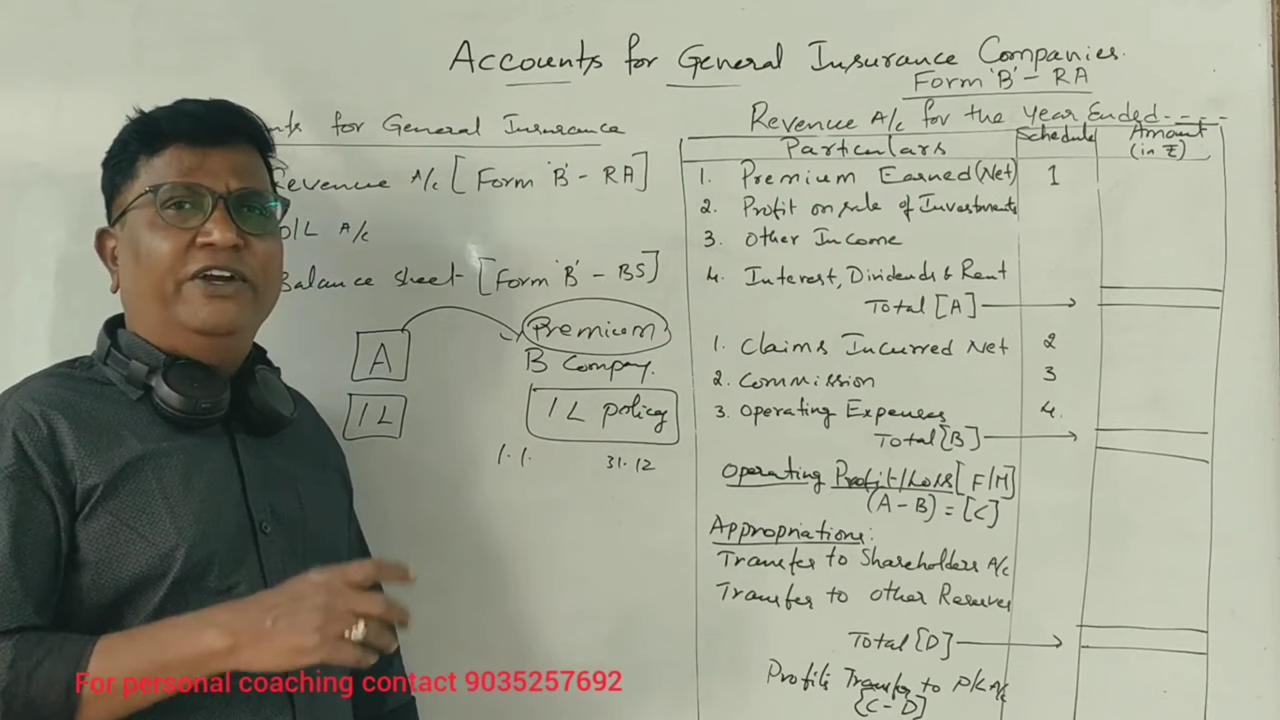 Accounts for General Insurance Companies.
nts for General Insurance
Revenue A/c [Form 'B' - RA]
P/L A/c
Balance sheet [Form 'B' - BS]
A
Premium
B Company.
1 L
1 L policy
1.1.
31.12
Form 'B' - RA
Revenue A/c for the Year Ended-----
Particulars
Schedule
Amount (in ₹)
1. Premium Earned (Net) 1
2. Profit on sale of Investments
3. Other Income
4. Interest, Dividends & Rent
Total [A]
1. Claims Incurred Net 2
2. Commission 3
3. Operating Expenses 4.
Total [B]
Operating Profit/Loss [F/M]
(A - B) = [C]
Appropriations:
Transfer to Shareholders A/c
Transfer to other Reserves
Total [D]
Profits Transfer to P/L A/c
[C - D]
For personal coaching contact 9035257692